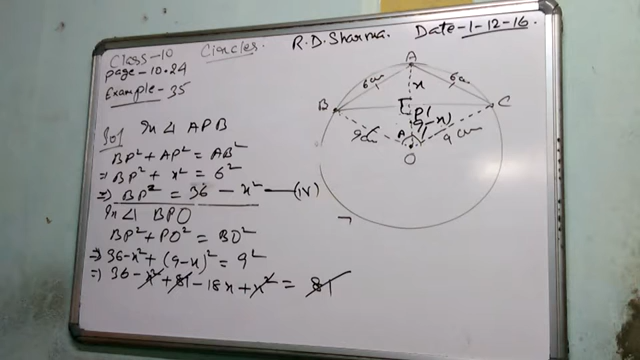 Class-10 Circles. R.D. Sharma. Date-1-12-16.
page-10.24
Example-35
Sol In △ APB
BP² + AP² = AB²
⇒ BP² + x² = 6²
⇒ BP² = 36 - x² —(iv)
In △ BPO
BP² + PO² = BO²
⇒ 36-x² + (9-x)² = 9²
⇒ 36 - x² + 81 - 18x + x² = 81
A
6cm x 6cm
B P C
(9-x)
9cm 9cm
O